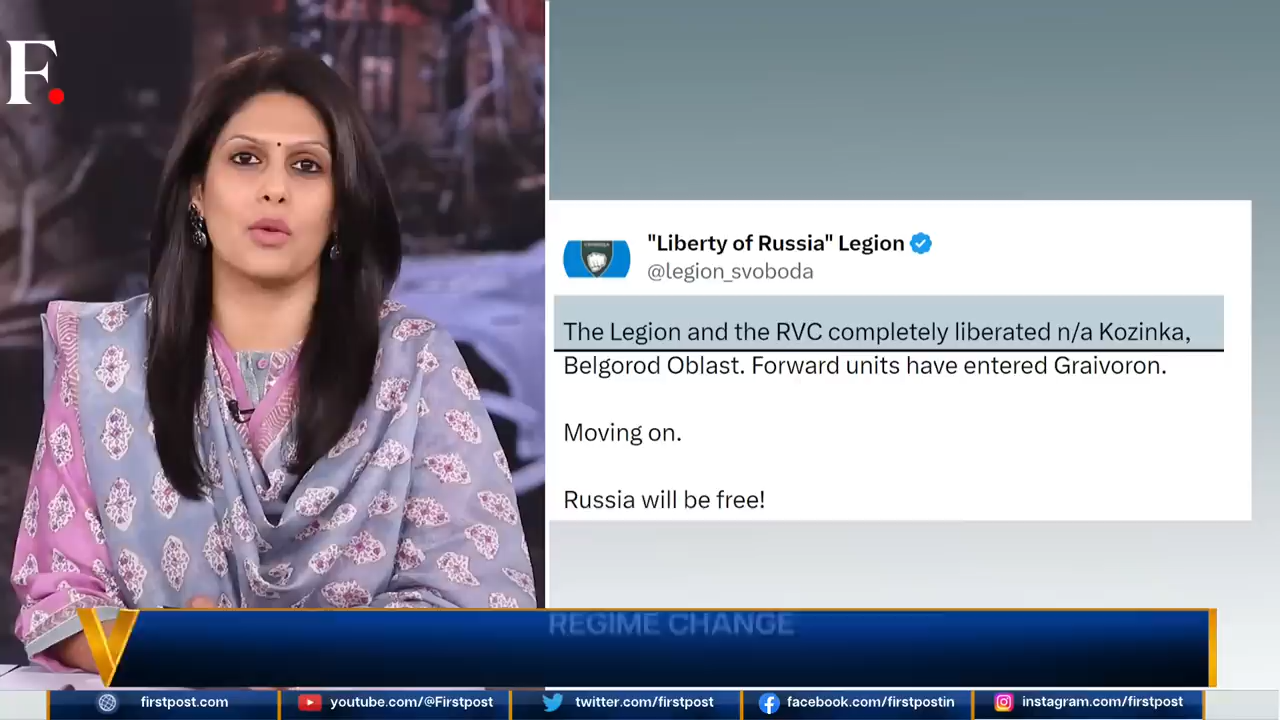 F.
"Liberty of Russia" Legion
@legion_svoboda
The Legion and the RVC completely liberated n/a Kozinka,
Belgorod Oblast. Forward units have entered Graivoron.
Moving on.
Russia will be free!
V
REGIME CHANGE
firstpost.com
youtube.com/@Firstpost
twitter.com/firstpost
facebook.com/firstpostin
instagram.com/firstpost